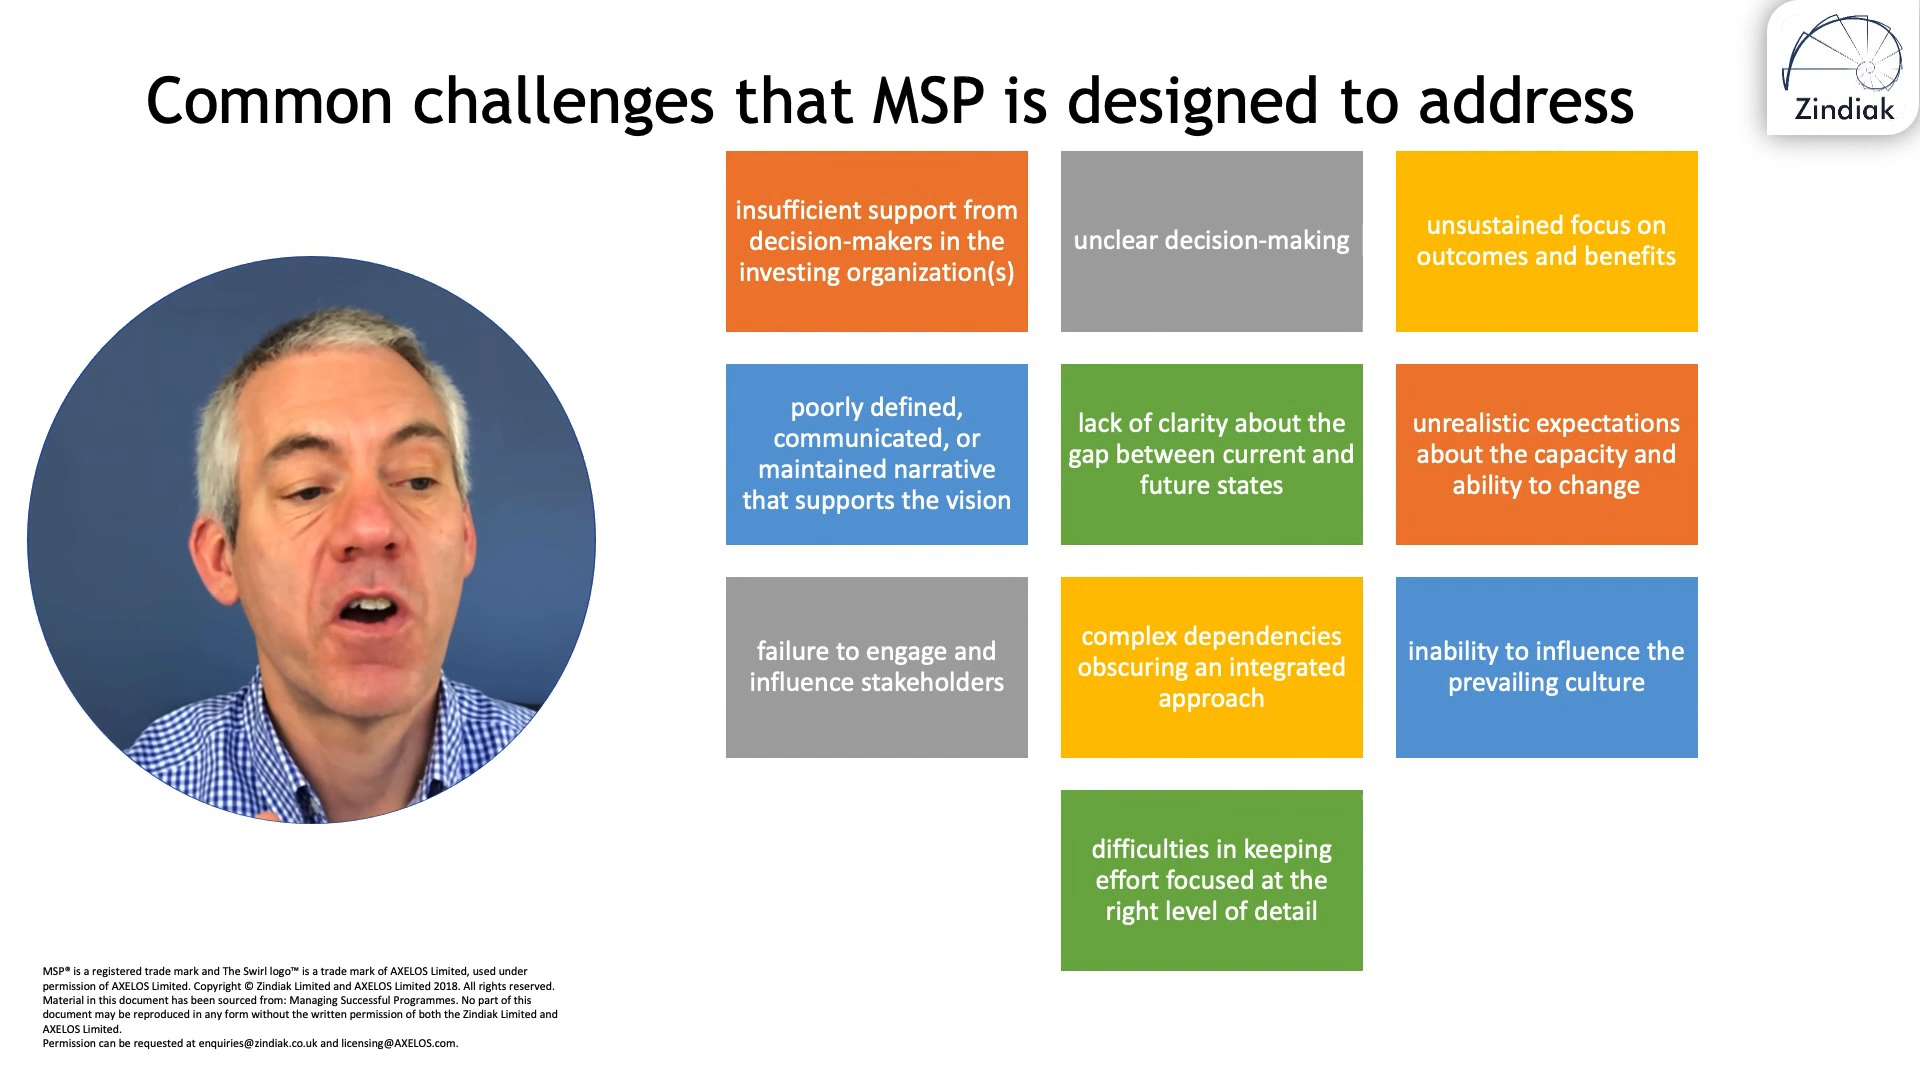 Common challenges that MSP is designed to address
Zindiak
insufficient support from
decision-makers in the
investing organization(s)
unclear decision-making
unsustained focus on
outcomes and benefits
poorly defined,
communicated, or
maintained narrative
that supports the vision
lack of clarity about the
gap between current and
future states
unrealistic expectations
about the capacity and
ability to change
failure to engage and
influence stakeholders
complex dependencies
obscuring an integrated
approach
inability to influence the
prevailing culture
difficulties in keeping
effort focused at the
right level of detail
MSP® is a registered trade mark and The Swirl logo™ is a trade mark of AXELOS Limited, used under
permission of AXELOS Limited. Copyright © Zindiak Limited and AXELOS Limited 2018. All rights reserved.
Material in this document has been sourced from: Managing Successful Programmes. No part of this
document may be reproduced in any form without the written permission of both the Zindiak Limited and
AXELOS Limited.
Permission can be requested at enquiries@zindiak.co.uk and licensing@AXELOS.com.